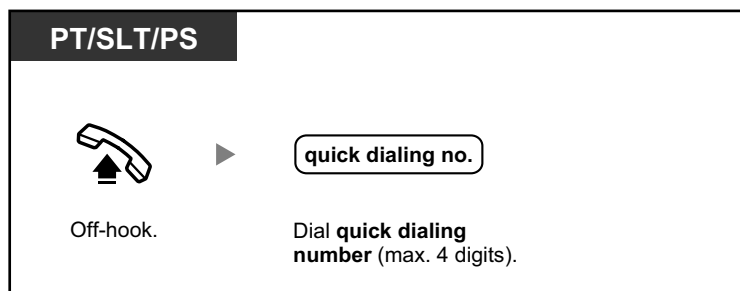 PT/SLT/PS
quick dialing no.
Off-hook.
Dial quick dialing
number (max. 4 digits).